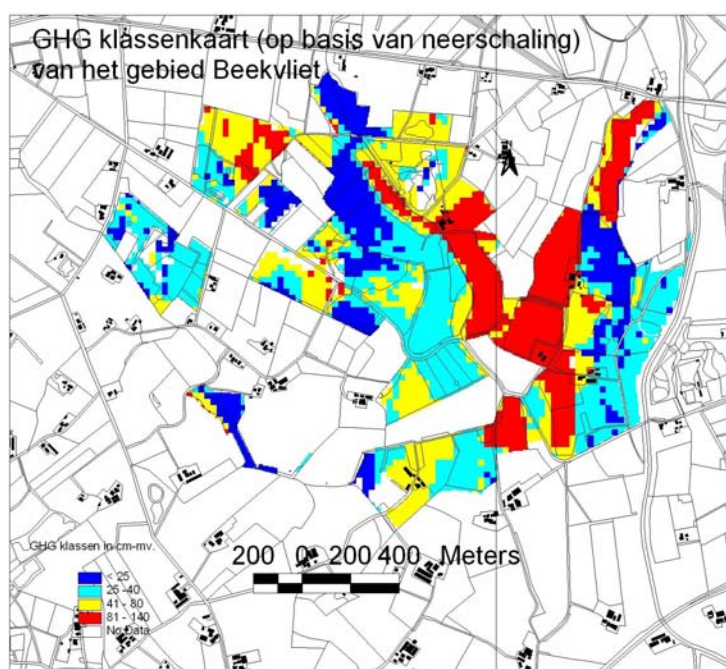 GHG klassenkaart (op basis van neerschaling)
van het gebied Beekvliet
200 0 200 400 Meters
GHG klassen in cm-mv.
< 25
25 -40
41 - 80
81 - 140
No Data